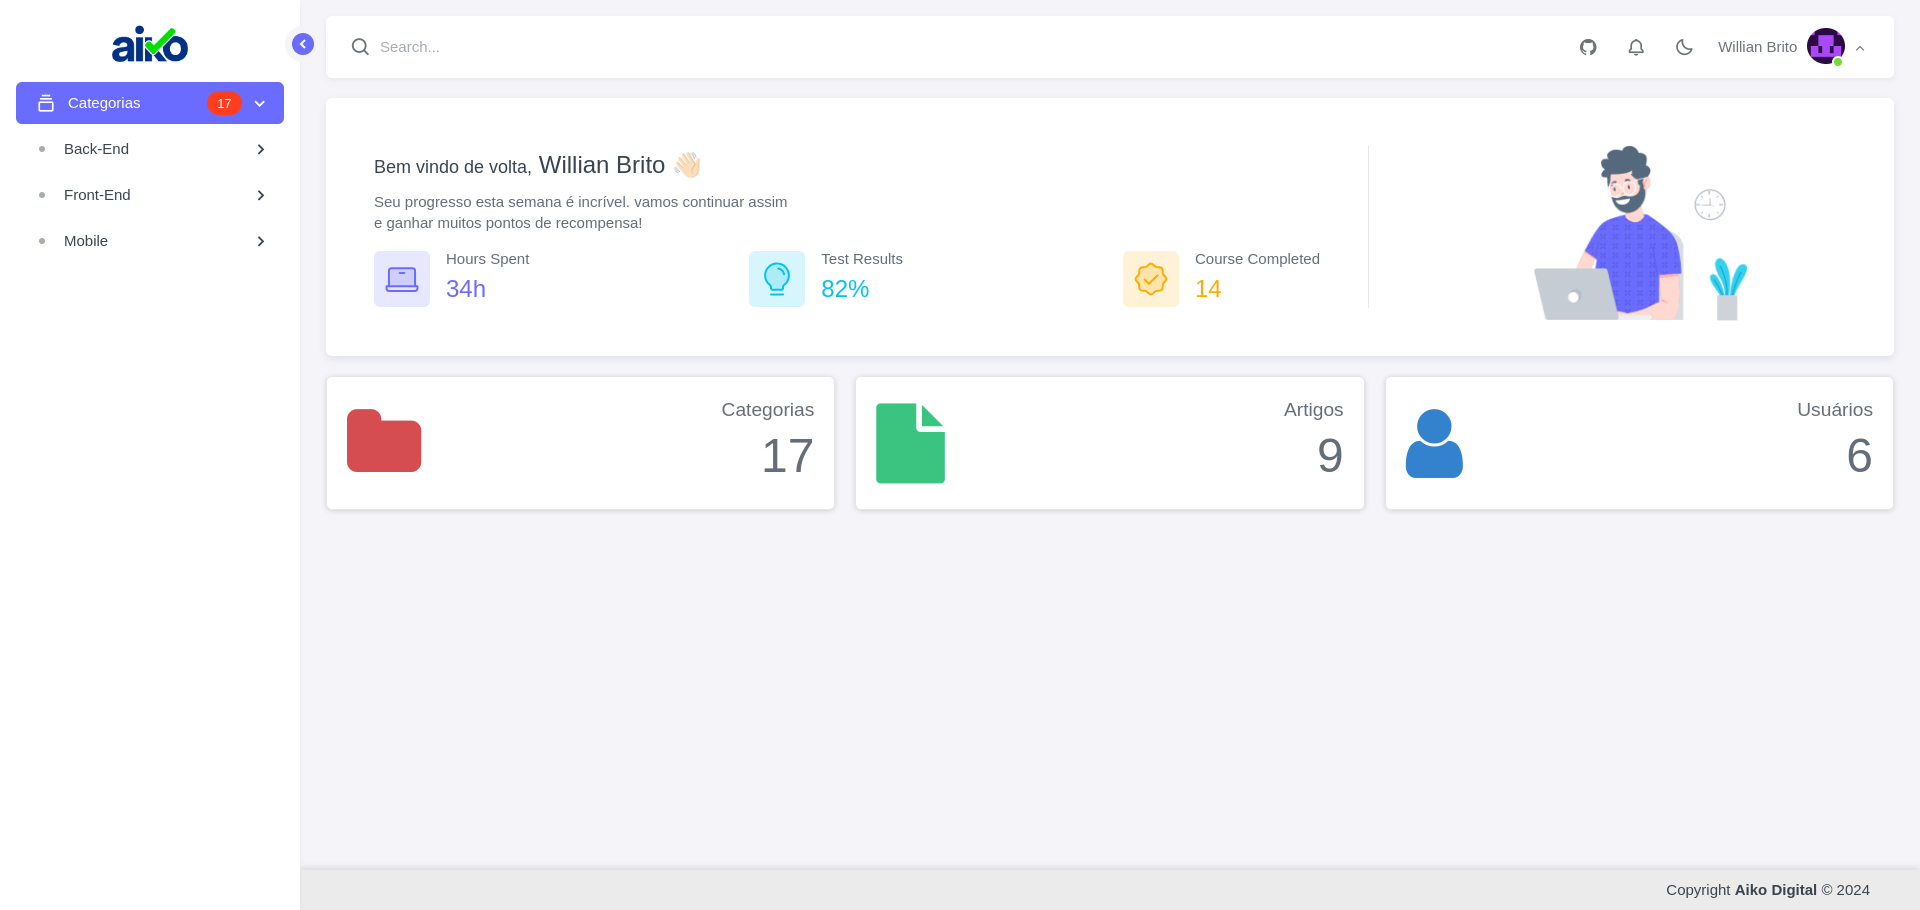 aiko
Categorias 17
Back-End
Front-End
Mobile
Search...
Willian Brito
Bem vindo de volta, Willian Brito 👋🏻
Seu progresso esta semana é incrível. vamos continuar assim
e ganhar muitos pontos de recompensa!
Hours Spent
34h
Test Results
82%
Course Completed
14
Categorias
17
Artigos
9
Usuários
6
Copyright Aiko Digital © 2024